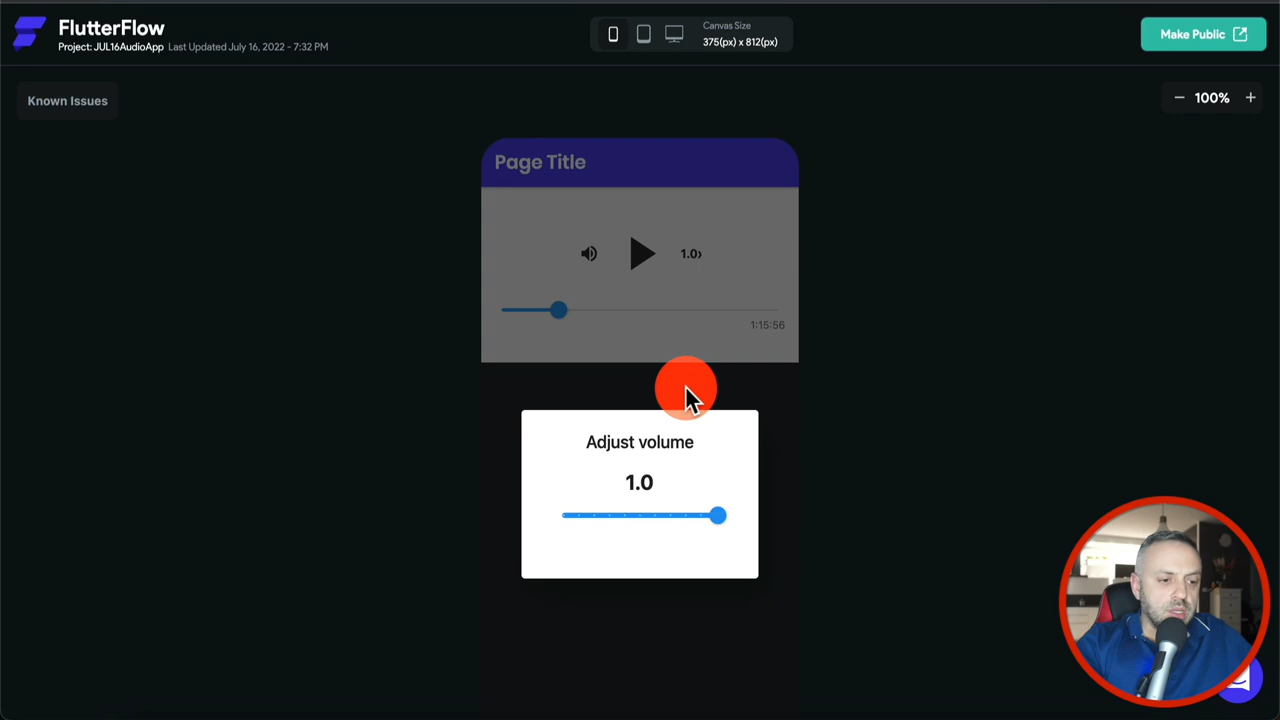 FlutterFlow
Project: JUL16AudioApp Last Updated July 16, 2022 - 7:32 PM
Canvas Size
375(px) x 812(px)
Make Public
Known Issues
100%
Page Title
1.0x
1:15:56
Adjust volume
1.0